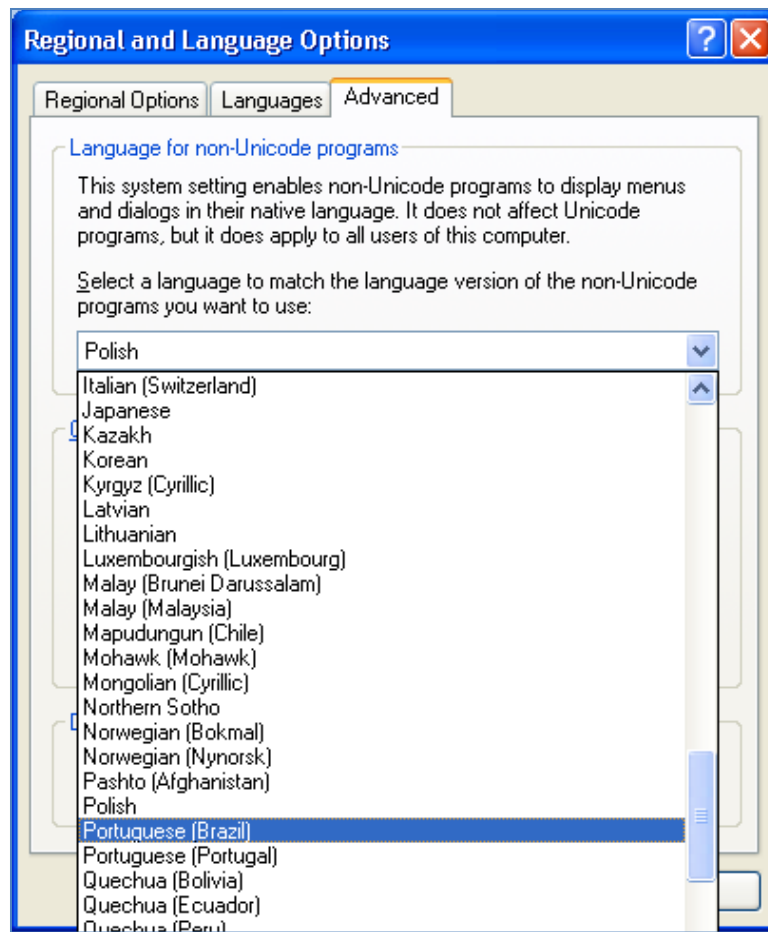 Regional and Language Options
Regional Options Languages Advanced
Language for non-Unicode programs
This system setting enables non-Unicode programs to display menus
and dialogs in their native language. It does not affect Unicode
programs, but it does apply to all users of this computer.
Select a language to match the language version of the non-Unicode
programs you want to use:
Polish
Italian (Switzerland)
Japanese
Kazakh
Korean
Kyrgyz (Cyrillic)
Latvian
Lithuanian
Luxembourgish (Luxembourg)
Malay (Brunei Darussalam)
Malay (Malaysia)
Mapudungun (Chile)
Mohawk (Mohawk)
Mongolian (Cyrillic)
Northern Sotho
Norwegian (Bokmal)
Norwegian (Nynorsk)
Pashto (Afghanistan)
Polish
Portuguese (Brazil)
Portuguese (Portugal)
Quechua (Bolivia)
Quechua (Ecuador)
Quechua (Peru)